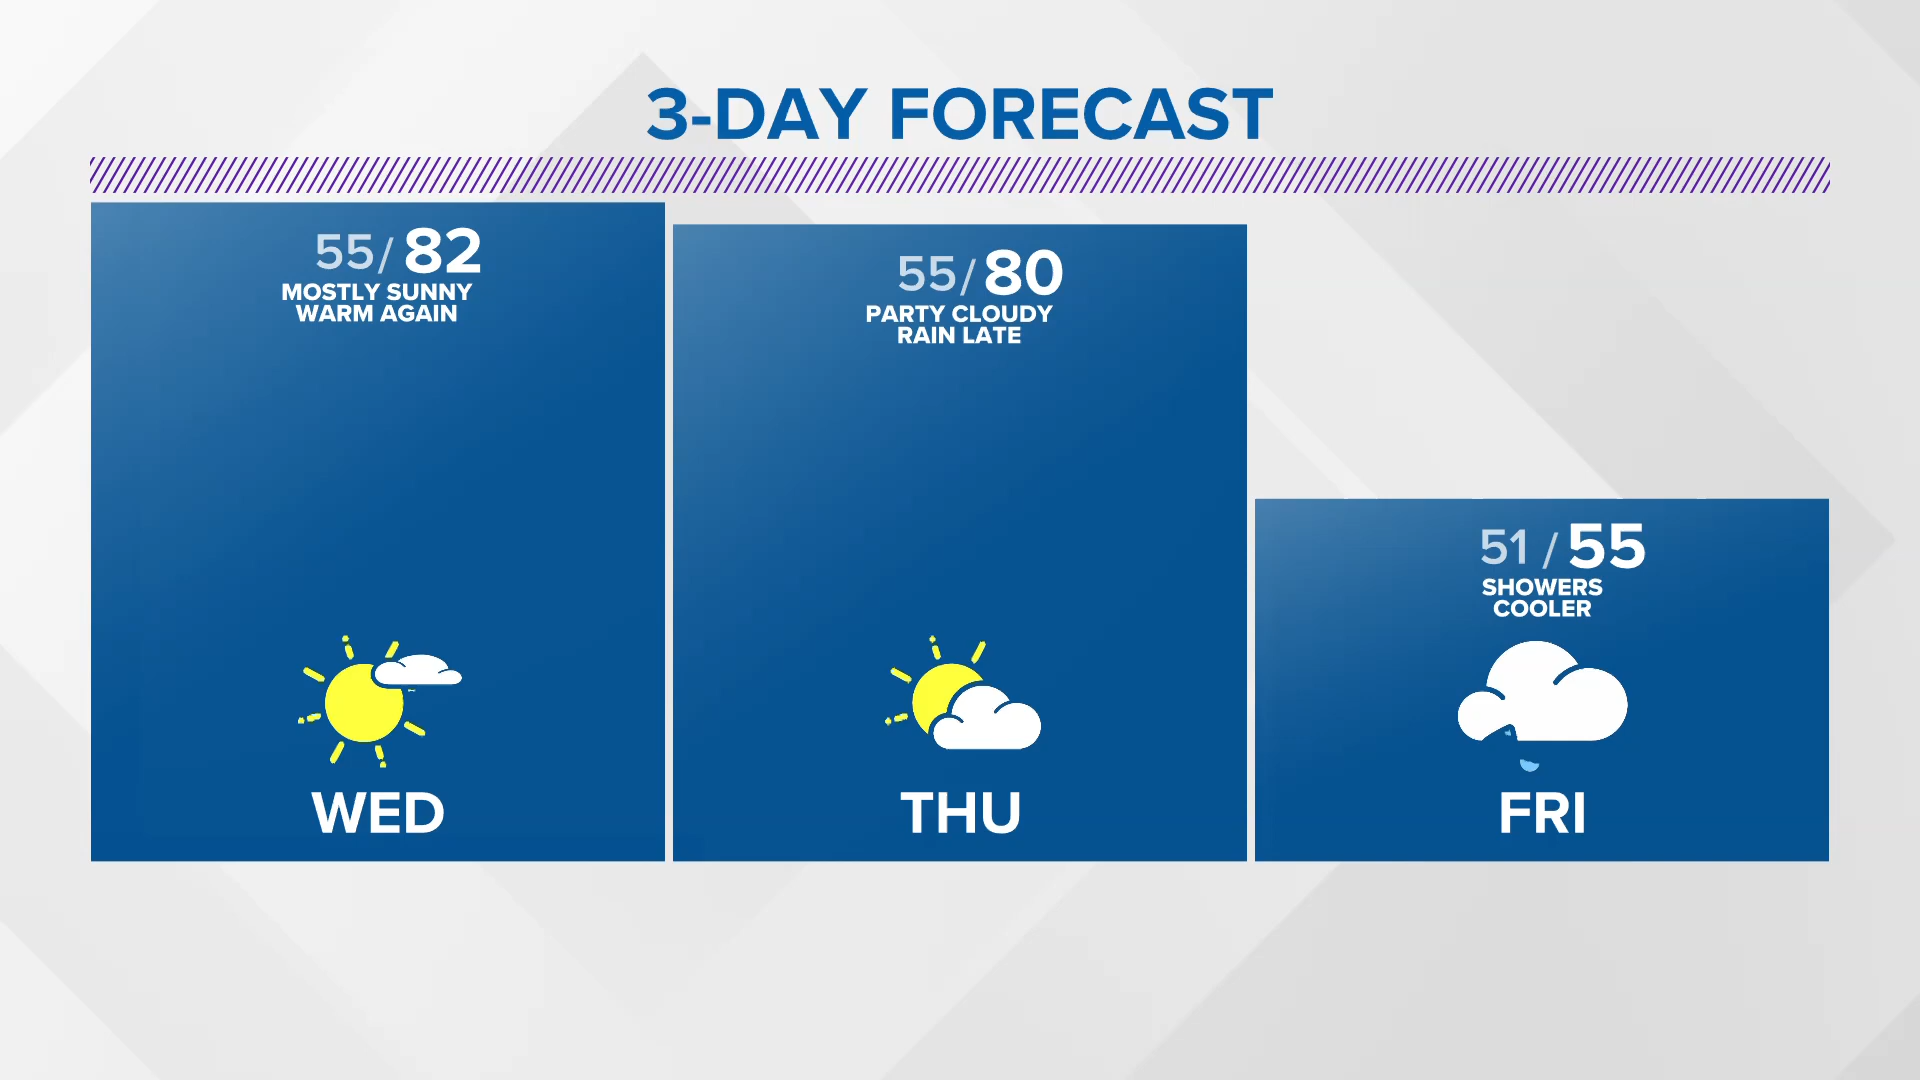 3-DAY FORECAST
55/82
MOSTLY SUNNY
WARM AGAIN
WED
55/80
PARTY CLOUDY
RAIN LATE
THU
51/55
SHOWERS
COOLER
FRI